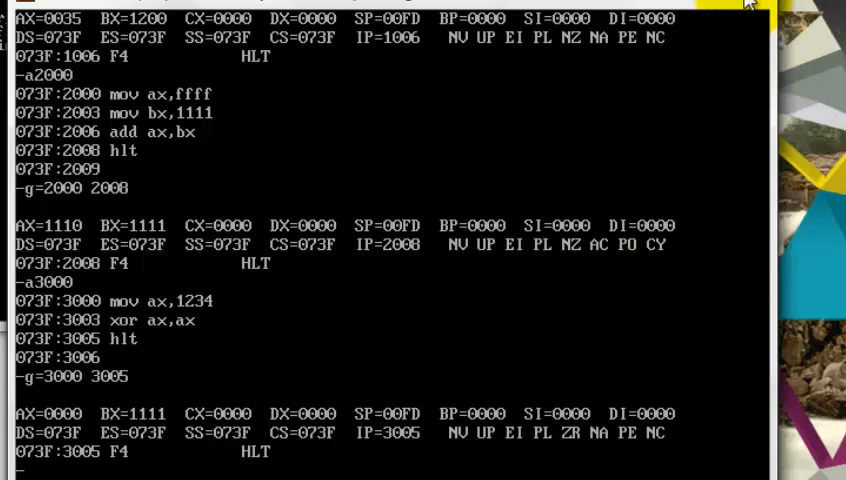 AX=0035  BX=1200  CX=0000  DX=0000  SP=00FD  BP=0000  SI=0000  DI=0000
DS=073F  ES=073F  SS=073F  CS=073F  IP=1006   NV UP EI PL NZ NA PE NC
073F:1006 F4            HLT
-a2000
073F:2000 mov ax,ffff
073F:2003 mov bx,1111
073F:2006 add ax,bx
073F:2008 hlt
073F:2009
-g=2000 2008
AX=1110  BX=1111  CX=0000  DX=0000  SP=00FD  BP=0000  SI=0000  DI=0000
DS=073F  ES=073F  SS=073F  CS=073F  IP=2008   NV UP EI PL NZ AC PO CY
073F:2008 F4            HLT
-a3000
073F:3000 mov ax,1234
073F:3003 xor ax,ax
073F:3005 hlt
073F:3006
-g=3000 3005
AX=0000  BX=1111  CX=0000  DX=0000  SP=00FD  BP=0000  SI=0000  DI=0000
DS=073F  ES=073F  SS=073F  CS=073F  IP=3005   NV UP EI PL ZR NA PE NC
073F:3005 F4            HLT
-